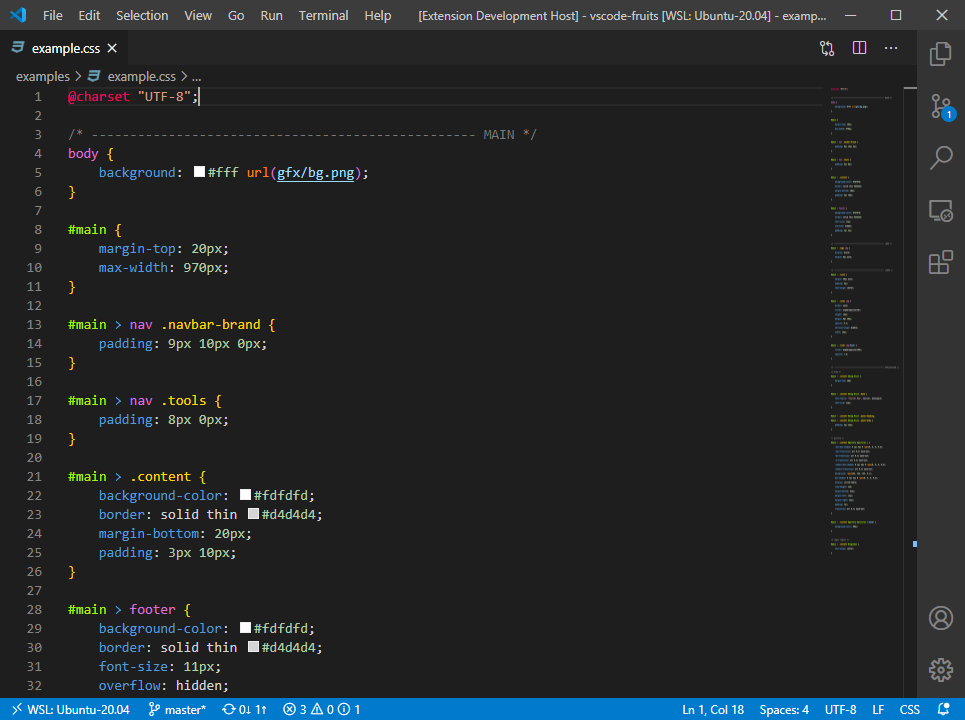 File Edit Selection View Go Run Terminal Help [Extension Development Host] - vscode-fruits [WSL: Ubuntu-20.04] - examp...
example.css
examples > example.css > ...
1 @charset "UTF-8";
2
3 /* -------------------------------------------------- MAIN */
4 body {
5 background: #fff url(gfx/bg.png);
6 }
7
8 #main {
9 margin-top: 20px;
10 max-width: 970px;
11 }
12
13 #main > nav .navbar-brand {
14 padding: 9px 10px 0px;
15 }
16
17 #main > nav .tools {
18 padding: 8px 0px;
19 }
20
21 #main > .content {
22 background-color: #fdfdfd;
23 border: solid thin #d4d4d4;
24 margin-bottom: 20px;
25 padding: 3px 10px;
26 }
27
28 #main > footer {
29 background-color: #fdfdfd;
30 border: solid thin #d4d4d4;
31 font-size: 11px;
32 overflow: hidden;
1
WSL: Ubuntu-20.04 master* 0↓ 1↑ 3 0 1 Ln 1, Col 18 Spaces: 4 UTF-8 LF CSS